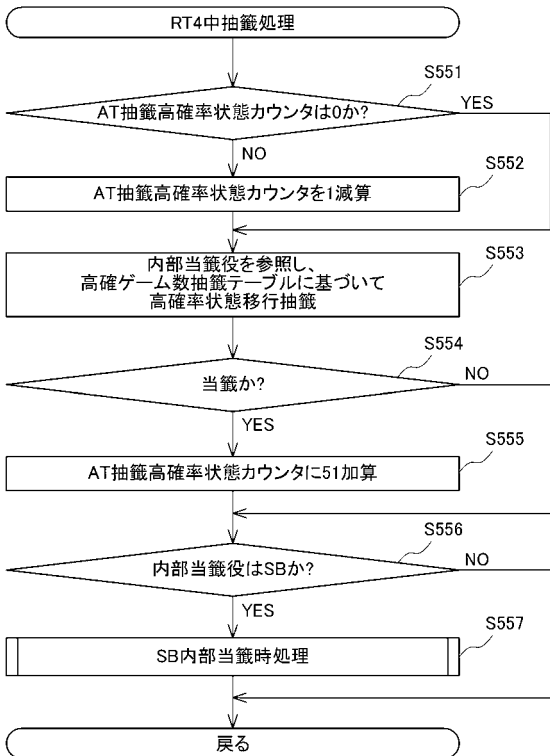 RT4中抽籤処理
S551
AT抽籤高確率状態カウンタは0か?
YES
NO
S552
AT抽籤高確率状態カウンタを1減算
S553
内部当籤役を参照し、
高確ゲーム数抽籤テーブルに基づいて
高確率状態移行抽籤
S554
当籤か?
NO
YES
S555
AT抽籤高確率状態カウンタに51加算
S556
内部当籤役はSBか?
NO
YES
S557
SB内部当籤時処理
戻る